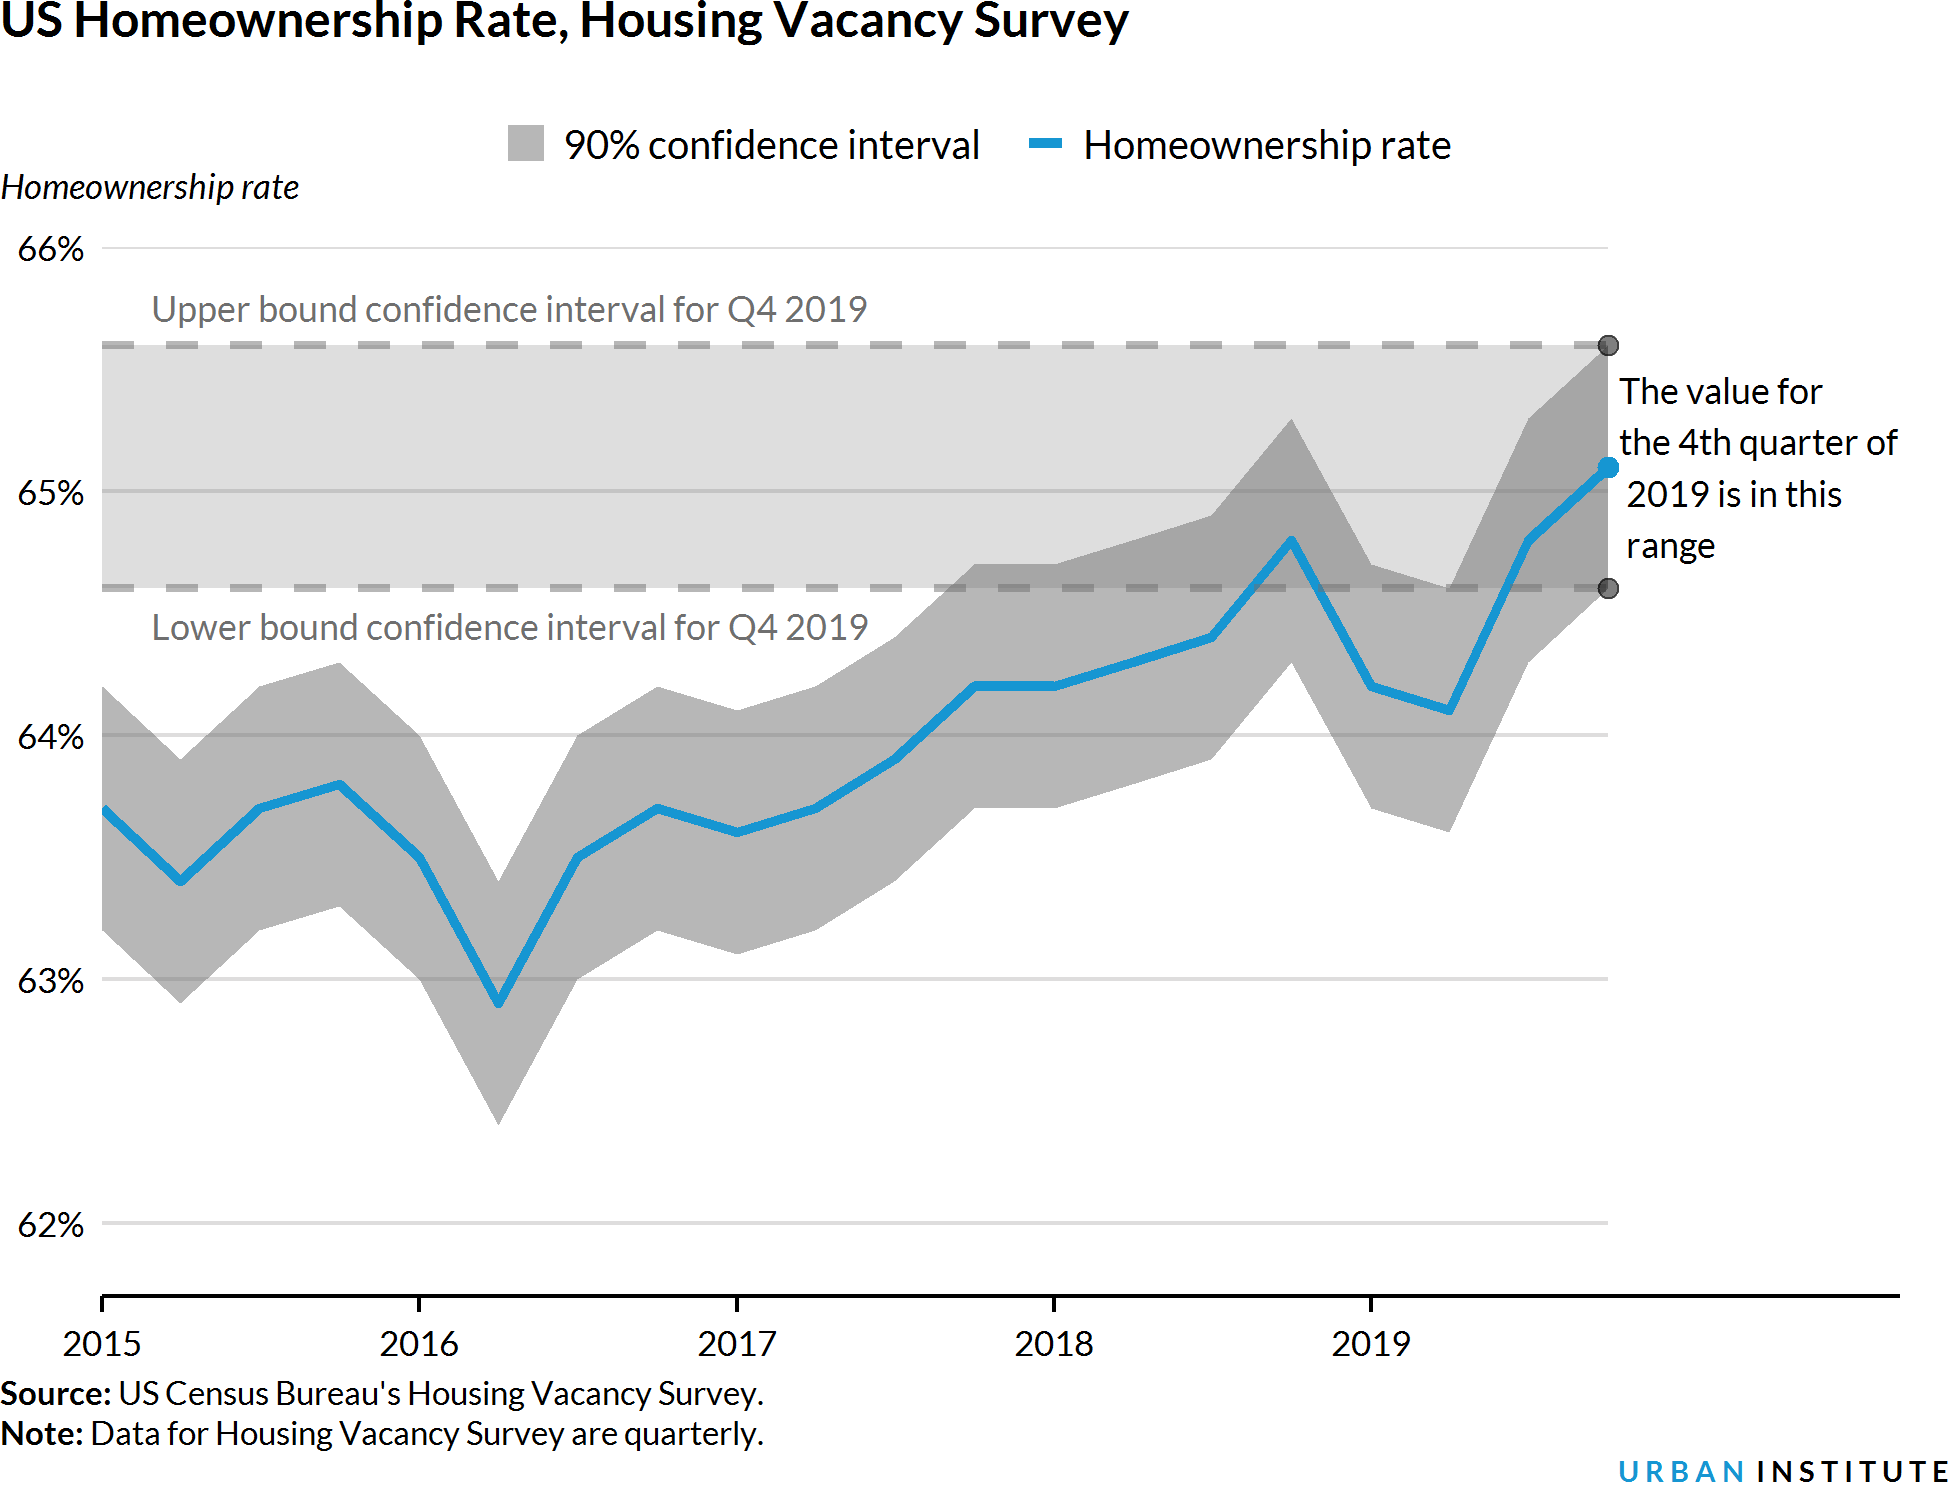 US Homeownership Rate, Housing Vacancy Survey
90% confidence interval Homeownership rate
Homeownership rate
66%
Upper bound confidence interval for Q4 2019
The value for
the 4th quarter of
65%
2019 is in this
range
Lower bound confidence interval for Q4 2019
64%
63%
62%
2015 2016 2017 2018 2019
Source: US Census Bureau's Housing Vacancy Survey.
Note: Data for Housing Vacancy Survey are quarterly.
URBAN INSTITUTE